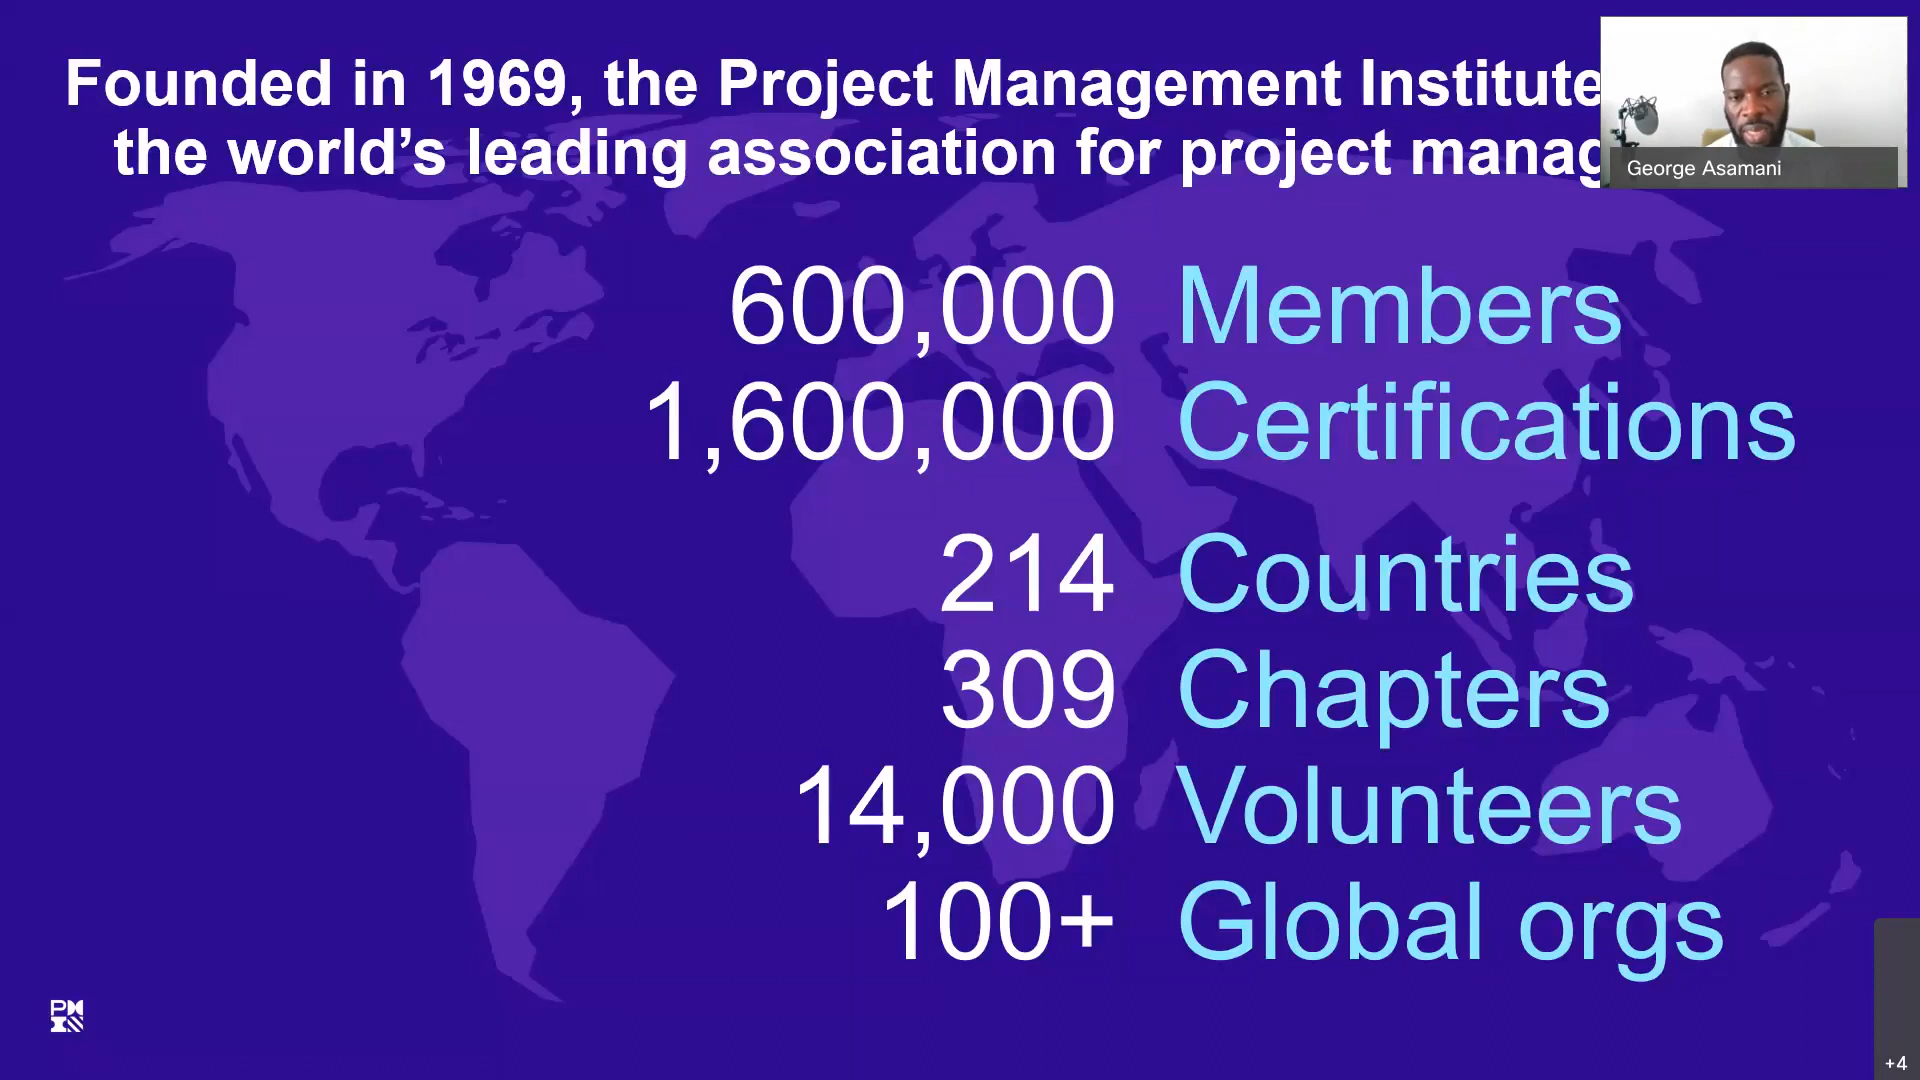 Founded in 1969, the Project Management Institute
the world’s leading association for project
George Asamani
600,000 Members
1,600,000 Certifications
214 Countries
309 Chapters
14,000 Volunteers
100+ Global orgs
PM
+4